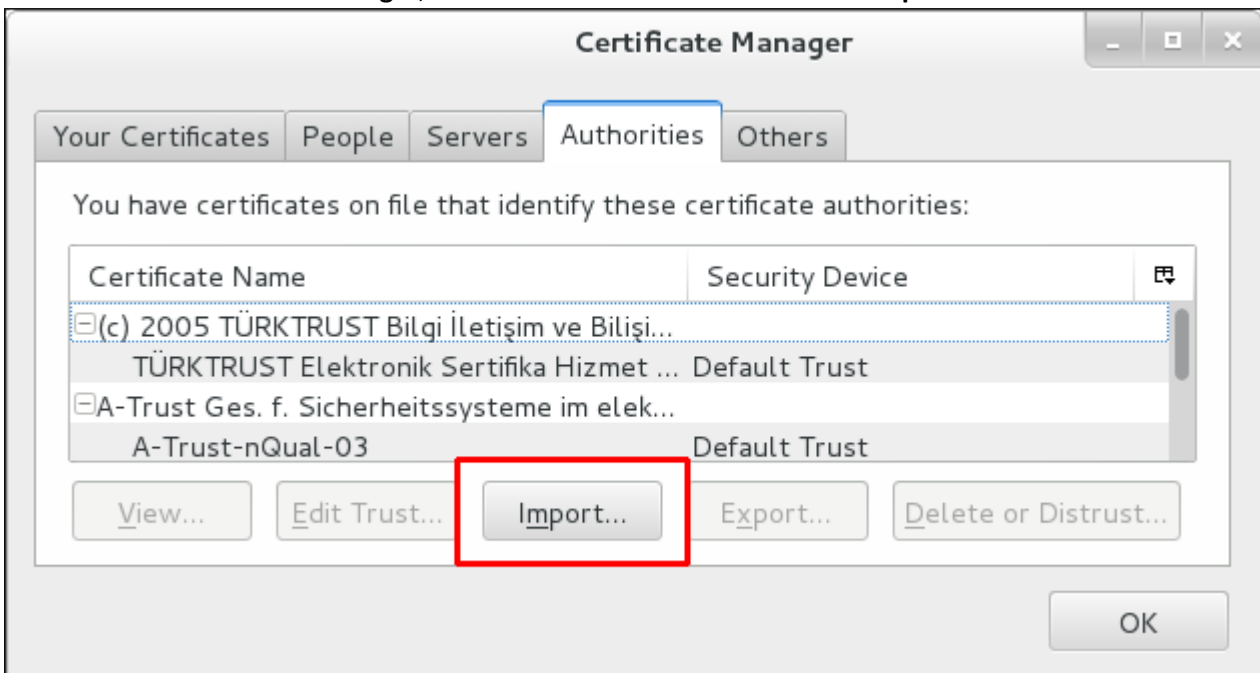 Certificate Manager
Your Certificates People Servers Authorities Others
You have certificates on file that identify these certificate authorities:
Certificate Name Security Device
(c) 2005 TÜRKTRUST Bilgi İletişim ve Bilişi...
TÜRKTRUST Elektronik Sertifika Hizmet ... Default Trust
A-Trust Ges. f. Sicherheitssysteme im elek...
A-Trust-nQual-03 Default Trust
View... Edit Trust... Import... Export... Delete or Distrust...
OK